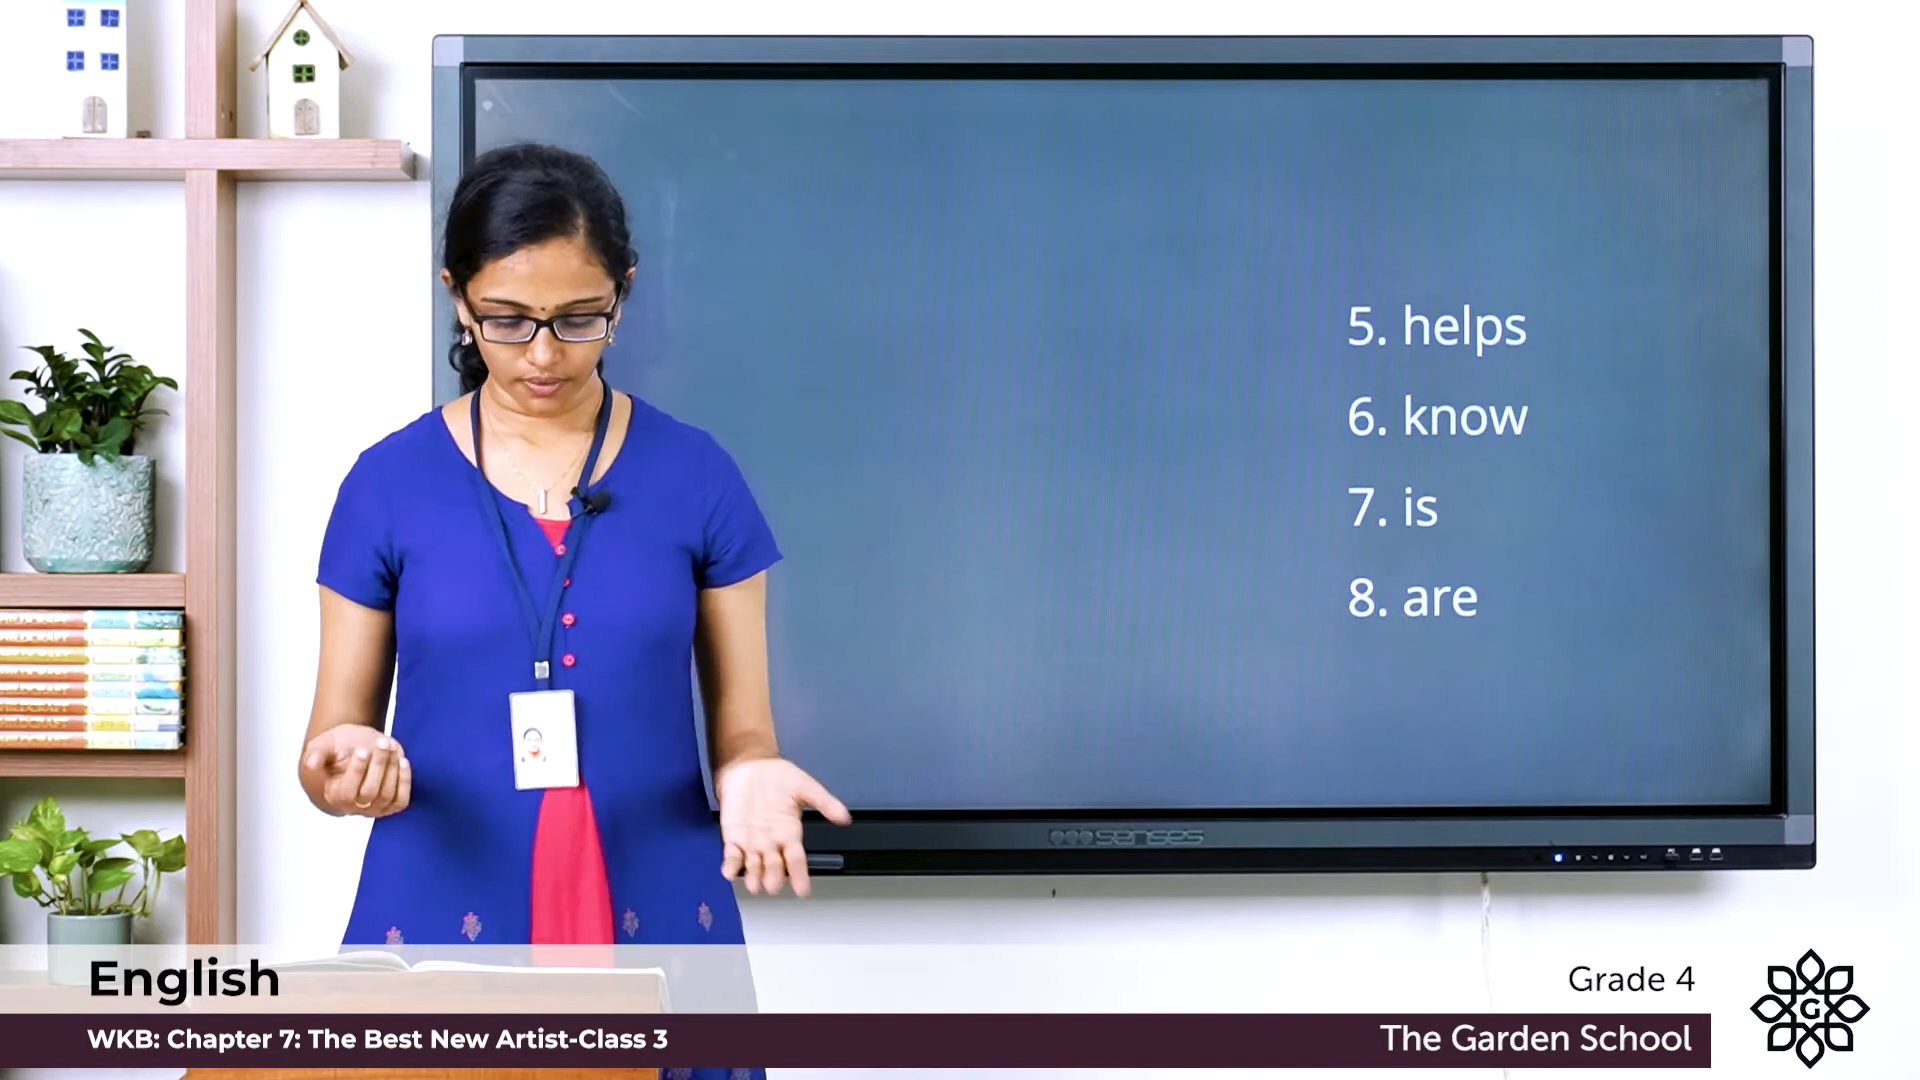 5. helps
6. know
7. is
8. are
senses
English
Grade 4
WKB: Chapter 7: The Best New Artist-Class 3
The Garden School
G